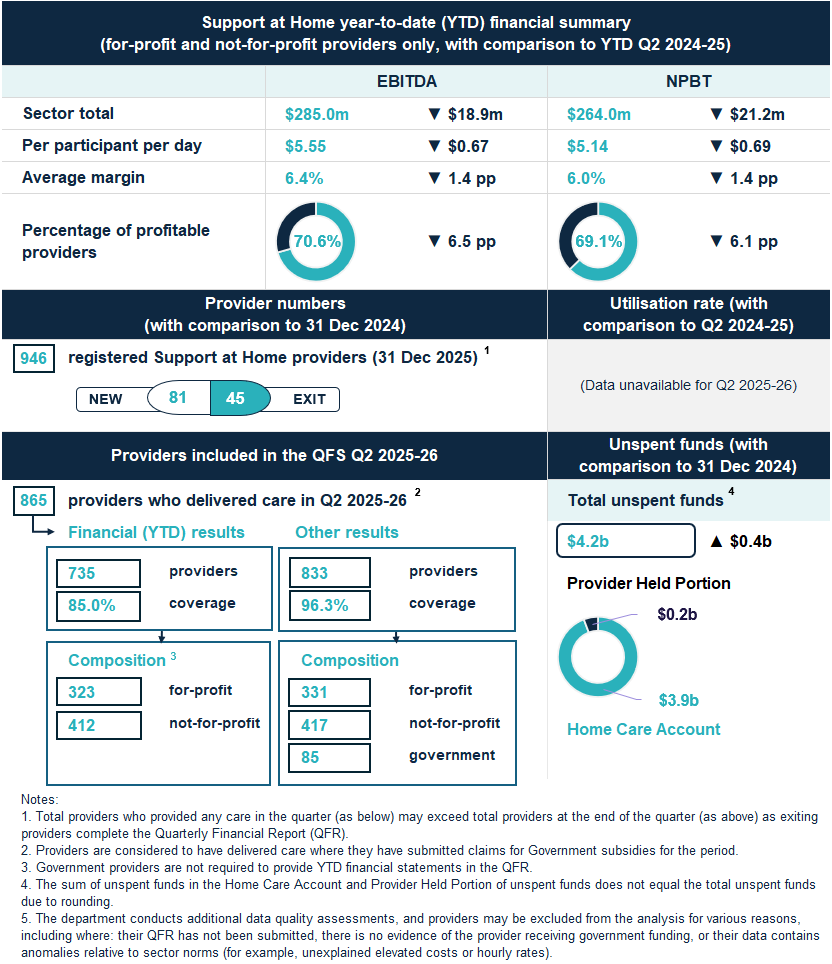 Support at Home year-to-date (YTD) financial summary
(for-profit and not-for-profit providers only, with comparison to YTD Q2 2024-25)
EBITDA NPBT
Sector total $285.0m ▼ $18.9m $264.0m ▼ $21.2m
Per participant per day $5.55 ▼ $0.67 $5.14 ▼ $0.69
Average margin 6.4% ▼ 1.4 pp 6.0% ▼ 1.4 pp
Percentage of profitable
providers 70.6% ▼ 6.5 pp 69.1% ▼ 6.1 pp
Provider numbers
(with comparison to 31 Dec 2024)
Utilisation rate (with
comparison to Q2 2024-25)
946 registered Support at Home providers (31 Dec 2025) 1
NEW 81 45 EXIT
(Data unavailable for Q2 2025-26)
Providers included in the QFS Q2 2025-26
Unspent funds (with
comparison to 31 Dec 2024)
865 providers who delivered care in Q2 2025-26 2
Financial (YTD) results
735 providers
85.0% coverage
Composition 3
323 for-profit
412 not-for-profit
Other results
833 providers
96.3% coverage
Composition
331 for-profit
417 not-for-profit
85 government
Total unspent funds 4
$4.2b ▲ $0.4b
Provider Held Portion
$0.2b
$3.9b
Home Care Account
Notes:
1. Total providers who provided any care in the quarter (as below) may exceed total providers at the end of the quarter (as above) as exiting
providers complete the Quarterly Financial Report (QFR).
2. Providers are considered to have delivered care where they have submitted claims for Government subsidies for the period.
3. Government providers are not required to provide YTD financial statements in the QFR.
4. The sum of unspent funds in the Home Care Account and Provider Held Portion of unspent funds does not equal the total unspent funds
due to rounding.
5. The department conducts additional data quality assessments, and providers may be excluded from the analysis for various reasons,
including where: their QFR has not been submitted, there is no evidence of the provider receiving government funding, or their data contains
anomalies relative to sector norms (for example, unexplained elevated costs or hourly rates).